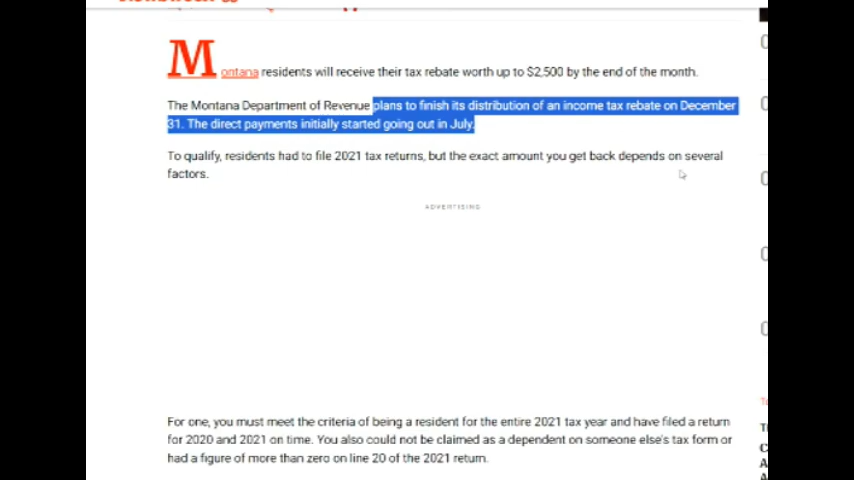 Montana residents will receive their tax rebate worth up to $2,500 by the end of the month.
The Montana Department of Revenue plans to finish its distribution of an income tax rebate on December
31. The direct payments initially started going out in July.
To qualify, residents had to file 2021 tax returns, but the exact amount you get back depends on several
factors.
ADVERTISING
For one, you must meet the criteria of being a resident for the entire 2021 tax year and have filed a return
for 2020 and 2021 on time. You also could not be claimed as a dependent on someone else's tax form or
had a figure of more than zero on line 20 of the 2021 return.